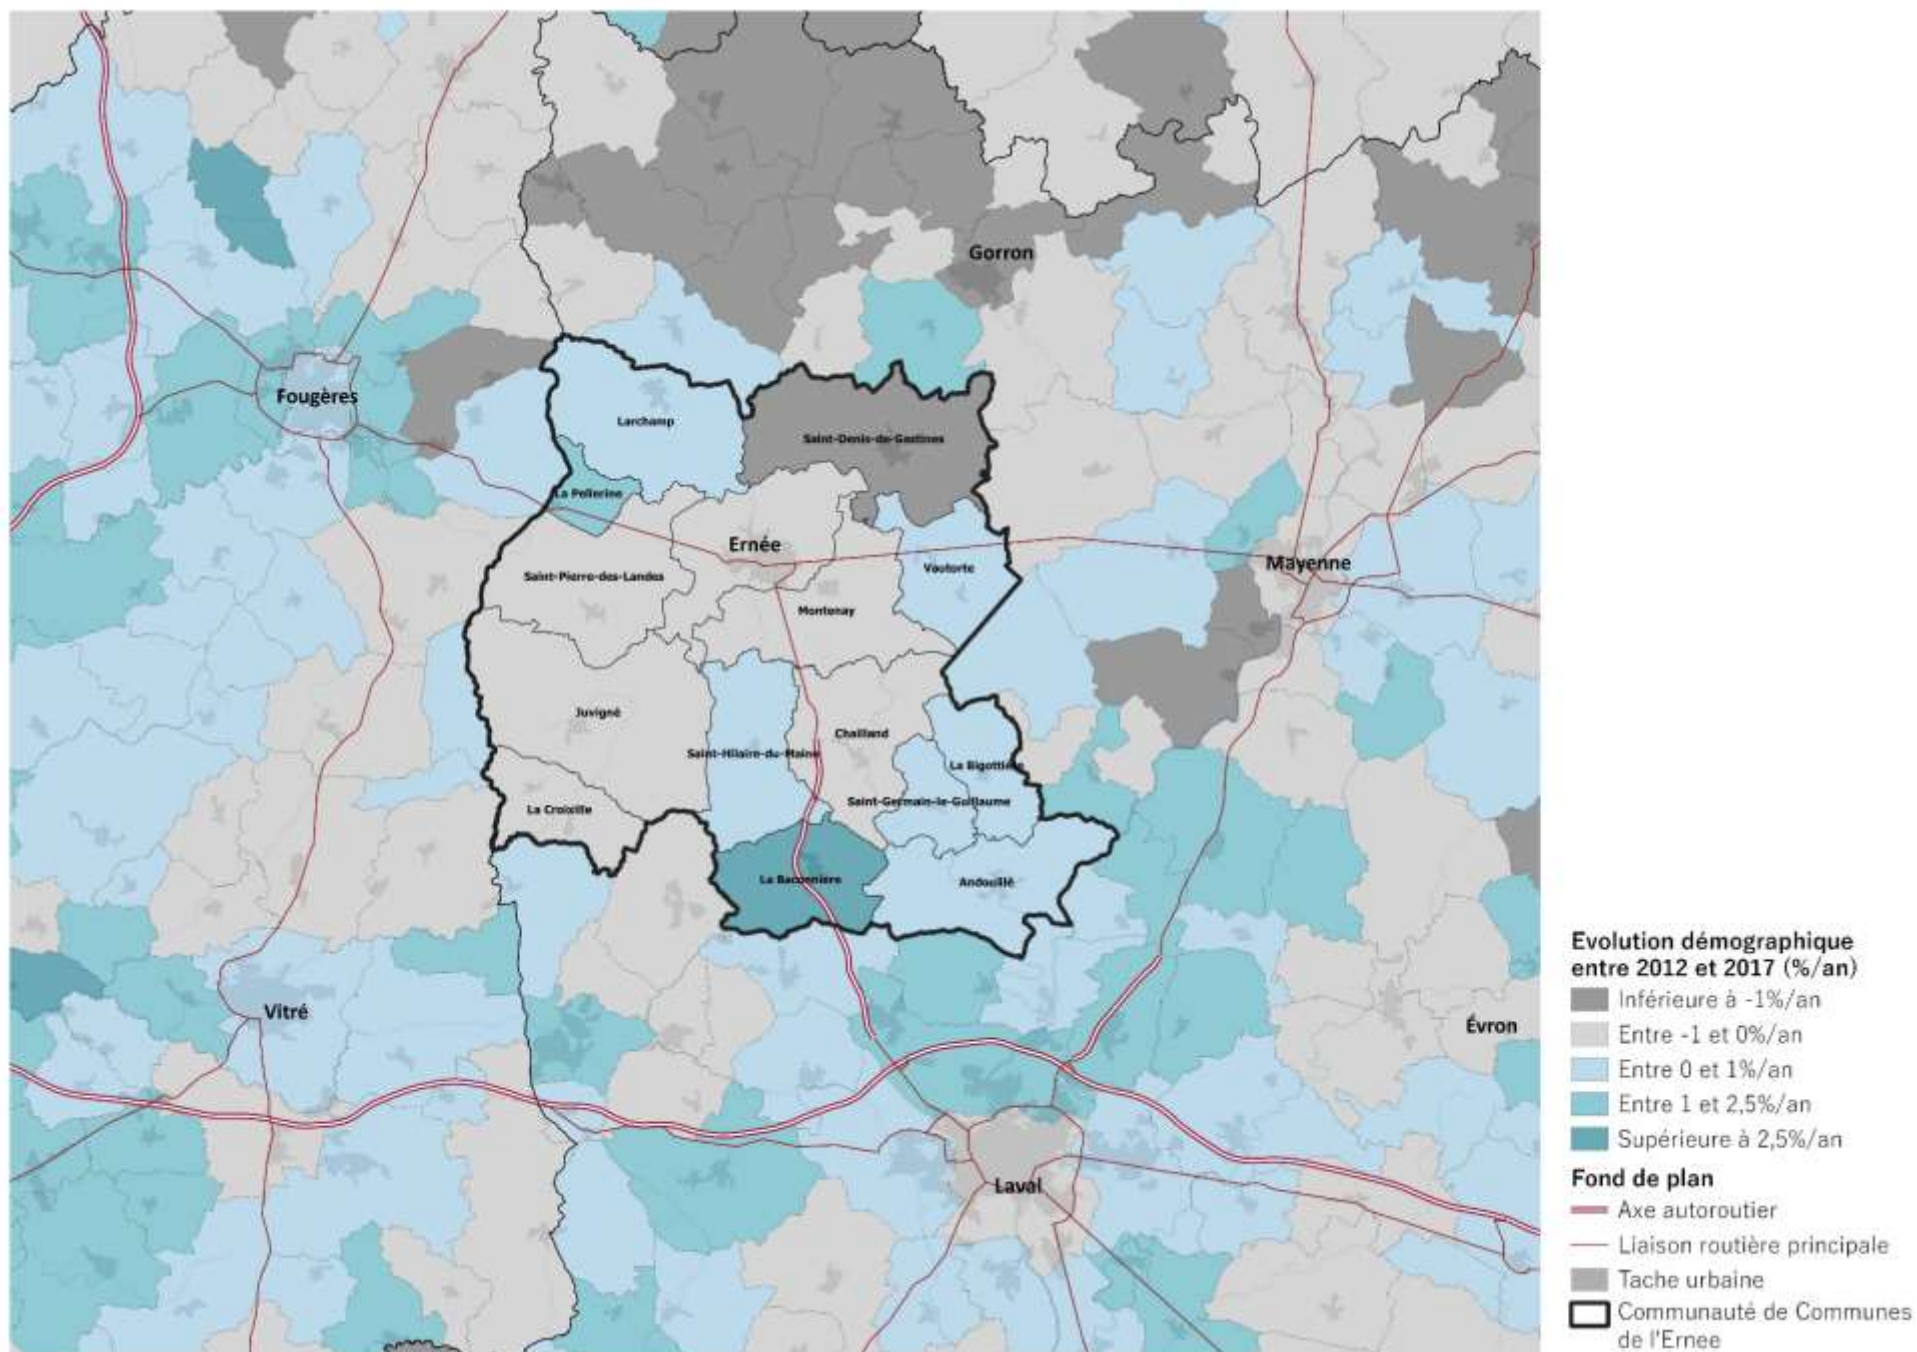 Gorron
Fougères
Larchamp
Saint-Denis-de-Gastines
La Pellerine
Ernée
Mayenne
Vautorte
Saint-Pierre-des-Landes
Montenay
Juvigné
Chailland
Saint-Hilaire-du-Maine
La Bigottière
Saint-Germain-le-Guillaume
La Croixille
La Baconnière
Andouillé
Vitré
Évron
Laval
Evolution démographique
entre 2012 et 2017 (%/an)
Inférieure à -1%/an
Entre -1 et 0%/an
Entre 0 et 1%/an
Entre 1 et 2,5%/an
Supérieure à 2,5%/an
Fond de plan
Axe autoroutier
Liaison routière principale
Tache urbaine
Communauté de Communes
de l'Ernee